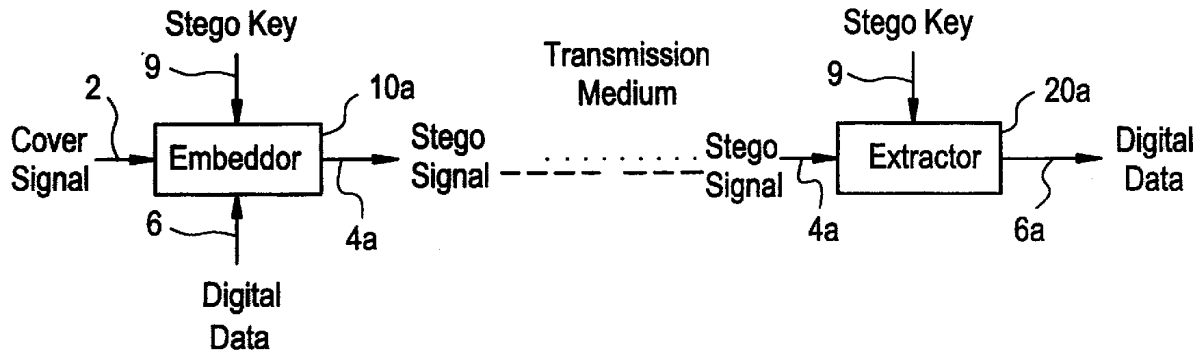 Stego Key
9
2
10a
Cover
Signal
Embeddor
Stego
Signal
4a
6
Digital
Data
Transmission
Medium
Stego Key
9
20a
Stego
Signal
4a
Extractor
6a
Digital
Data